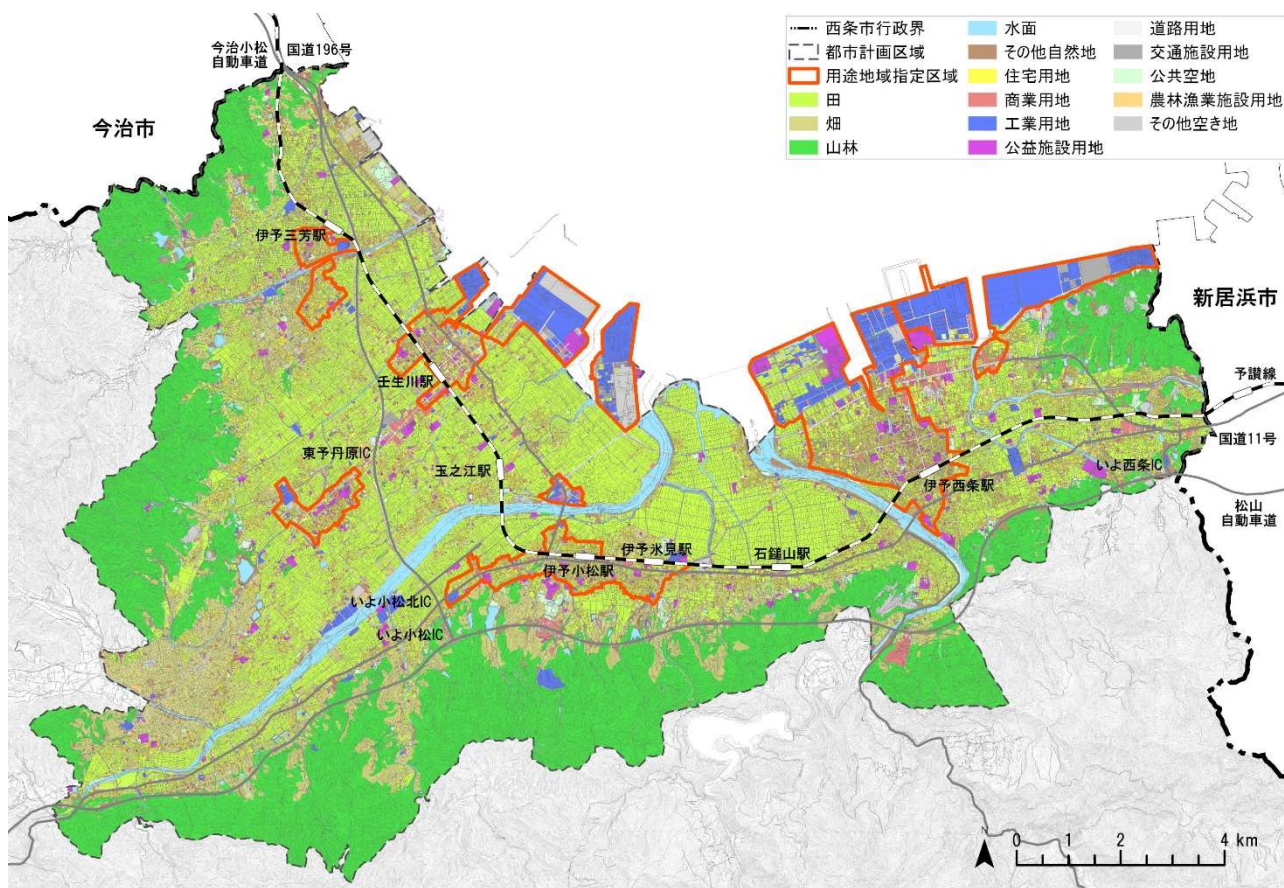 今治小松
自動車道
国道196号
西条市行政界
都市計画区域
用途地域指定区域
田
畑
山林
水面
その他自然地
住宅用地
商業用地
工業用地
公益施設用地
道路用地
交通施設用地
公共空地
農林漁業施設用地
その他空き地
今治市
伊予三芳駅
新居浜市
壬生川駅
予讃線
国道11号
東予丹原IC
玉之江駅
いよ西条IC
伊予西条駅
松山
自動車道
伊予氷見駅
石鎚山駅
伊予小松駅
いよ小松北IC
いよ小松IC
0 1 2 4 km